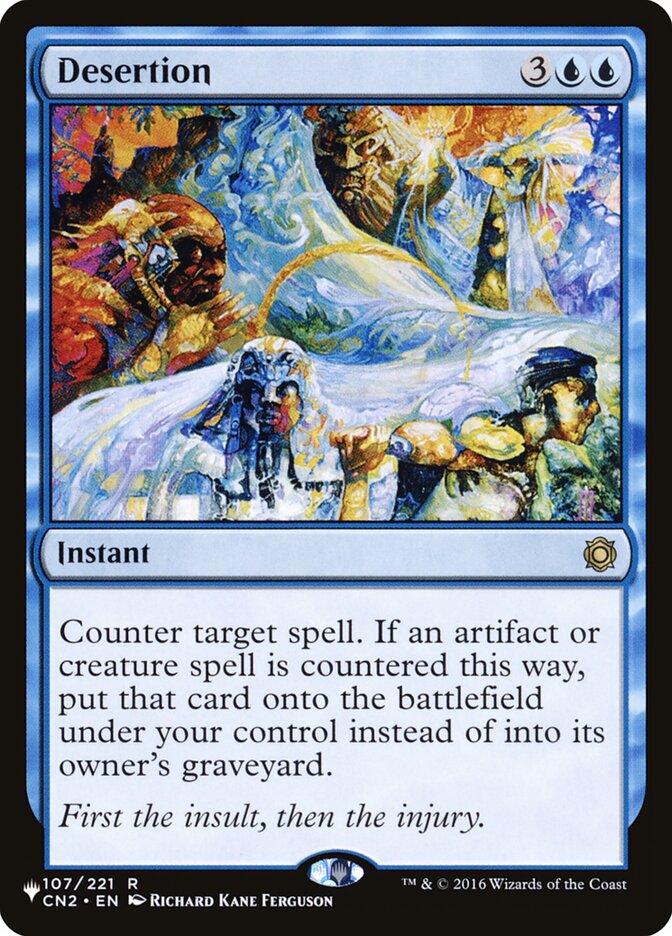 Desertion 3
Instant
Counter target spell. If an artifact or
creature spell is countered this way,
put that card onto the battlefield
under your control instead of into its
owner's graveyard.
First the insult, then the injury.
107/221 R
CN2 • EN Richard Kane Ferguson
™ & © 2016 Wizards of the Coast